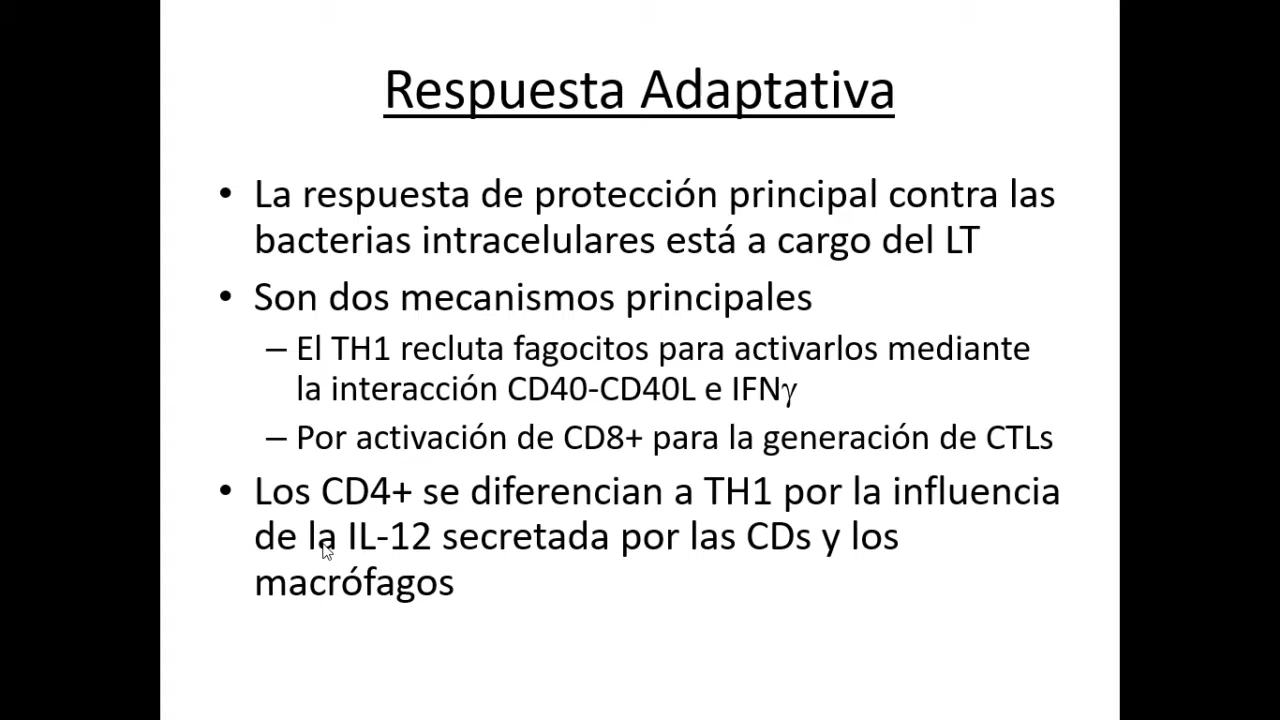 Respuesta Adaptativa
• La respuesta de protección principal contra las
bacterias intracelulares está a cargo del LT
• Son dos mecanismos principales
– El TH1 recluta fagocitos para activarlos mediante
la interacción CD40-CD40L e IFNγ
– Por activación de CD8+ para la generación de CTLs
• Los CD4+ se diferencian a TH1 por la influencia
de la IL-12 secretada por las CDs y los
macrófagos